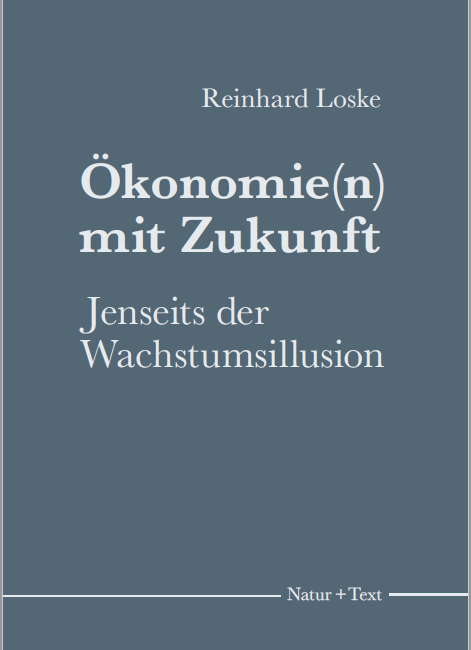 Reinhard Loske
Ökonomie(n)
mit Zukunft
Jenseits der
Wachstumsillusion
Natur+Text